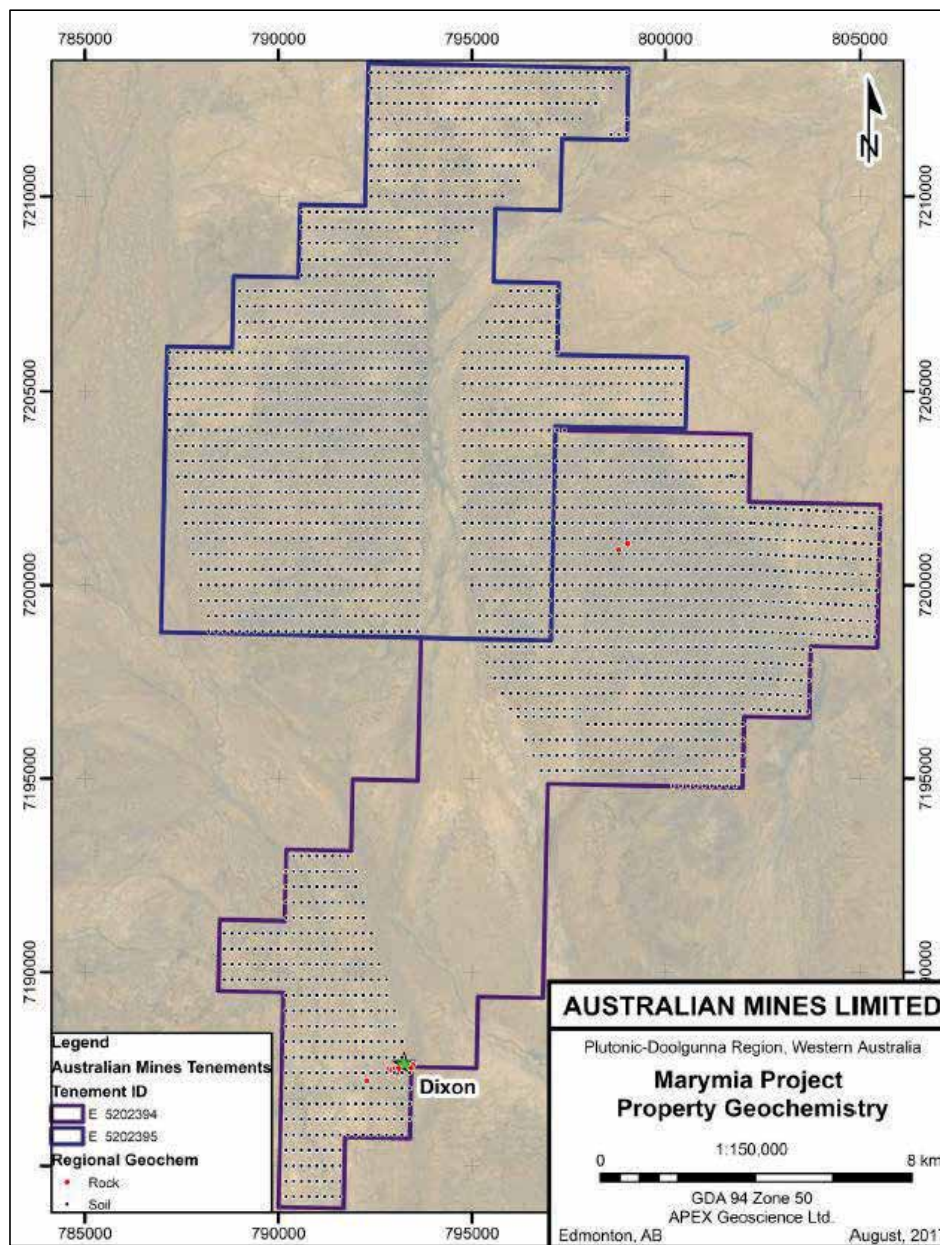 785000 790000 795000 800000 805000
N
7210000 7210000
7205000 7205000
7200000 7200000
7195000 7195000
7190000
Dixon
Legend
Australian Mines Tenements
Tenement ID
E 5202394
E 5202395
Regional Geochem
Rock
Soil
AUSTRALIAN MINES LIMITED
Plutonic-Doolgunna Region, Western Australia
Marymia Project
Property Geochemistry
1:150,000
0 8 km
GDA 94 Zone 50
APEX Geoscience Ltd.
Edmonton, AB August, 201
785000 790000 795000